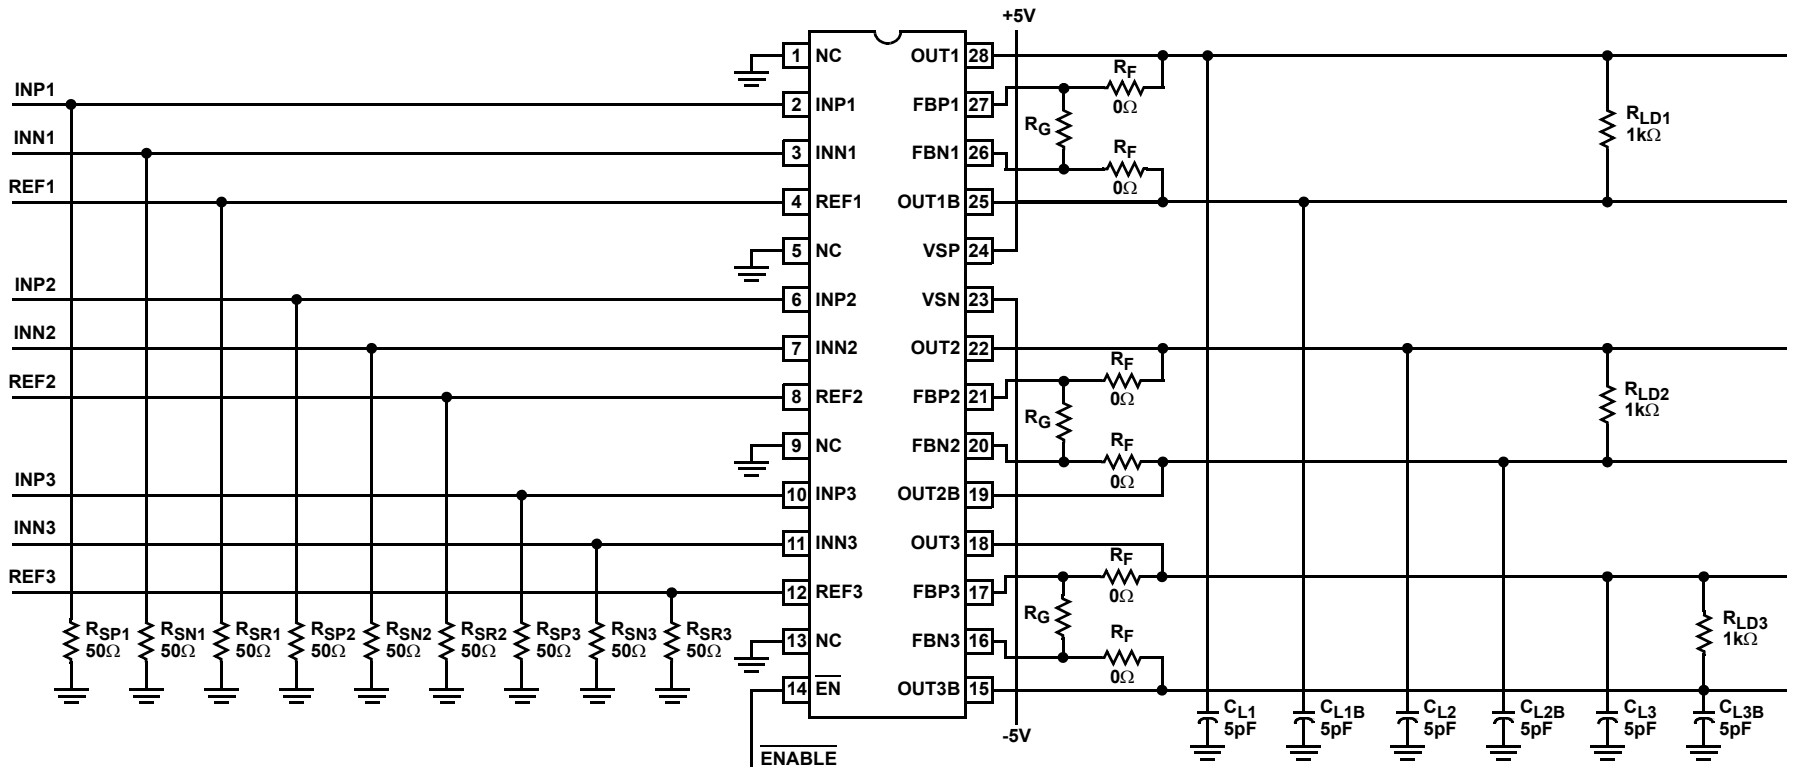 +5V
1 NC OUT1 28
RF
0Ω
INP1
2 INP1 FBP1 27
RG
RLD1
1kΩ
INN1
3 INN1 FBN1 26
RF
0Ω
REF1
4 REF1 OUT1B 25
5 NC VSP 24
INP2
6 INP2 VSN 23
INN2
7 INN2 OUT2 22
RF
0Ω
REF2
8 REF2 FBP2 21
RG
RLD2
1kΩ
9 NC FBN2 20
RF
0Ω
INP3
10 INP3 OUT2B 19
INN3
11 INN3 OUT3 18
RF
0Ω
REF3
12 REF3 FBP3 17
RG
RSP1
50Ω
RSN1
50Ω
RSR1
50Ω
RSP2
50Ω
RSN2
50Ω
RSR2
50Ω
RSP3
50Ω
RSN3
50Ω
RSR3
50Ω
13 NC FBN3 16
RF
0Ω
RLD3
1kΩ
14 EN OUT3B 15
CL1
5pF
CL1B
5pF
CL2
5pF
CL2B
5pF
CL3
5pF
CL3B
5pF
-5V
ENABLE